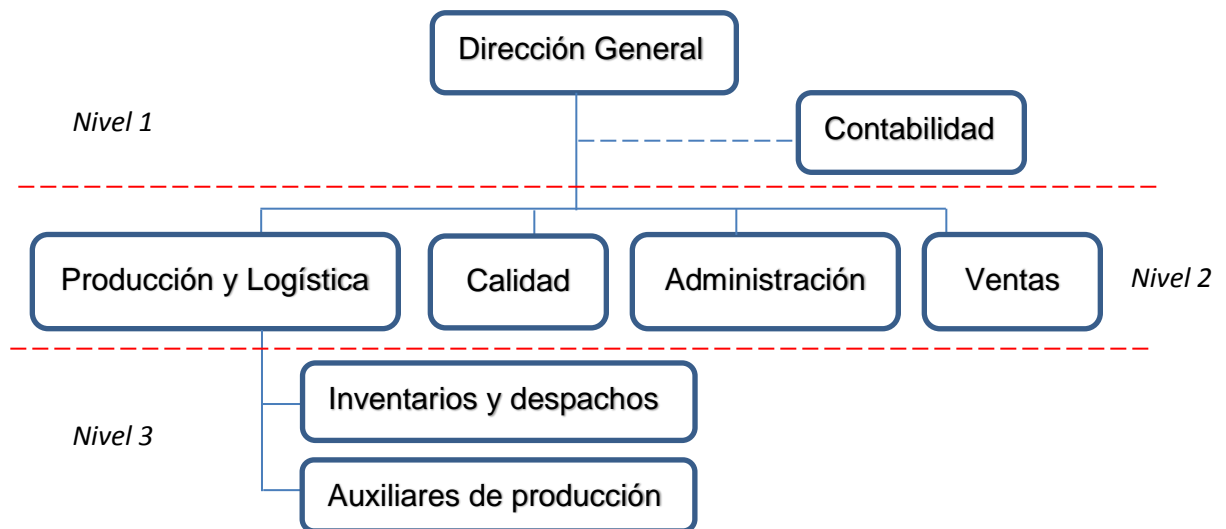 Dirección General
Nivel 1
Contabilidad
Producción y Logística
Calidad
Administración
Ventas
Nivel 2
Inventarios y despachos
Nivel 3
Auxiliares de producción